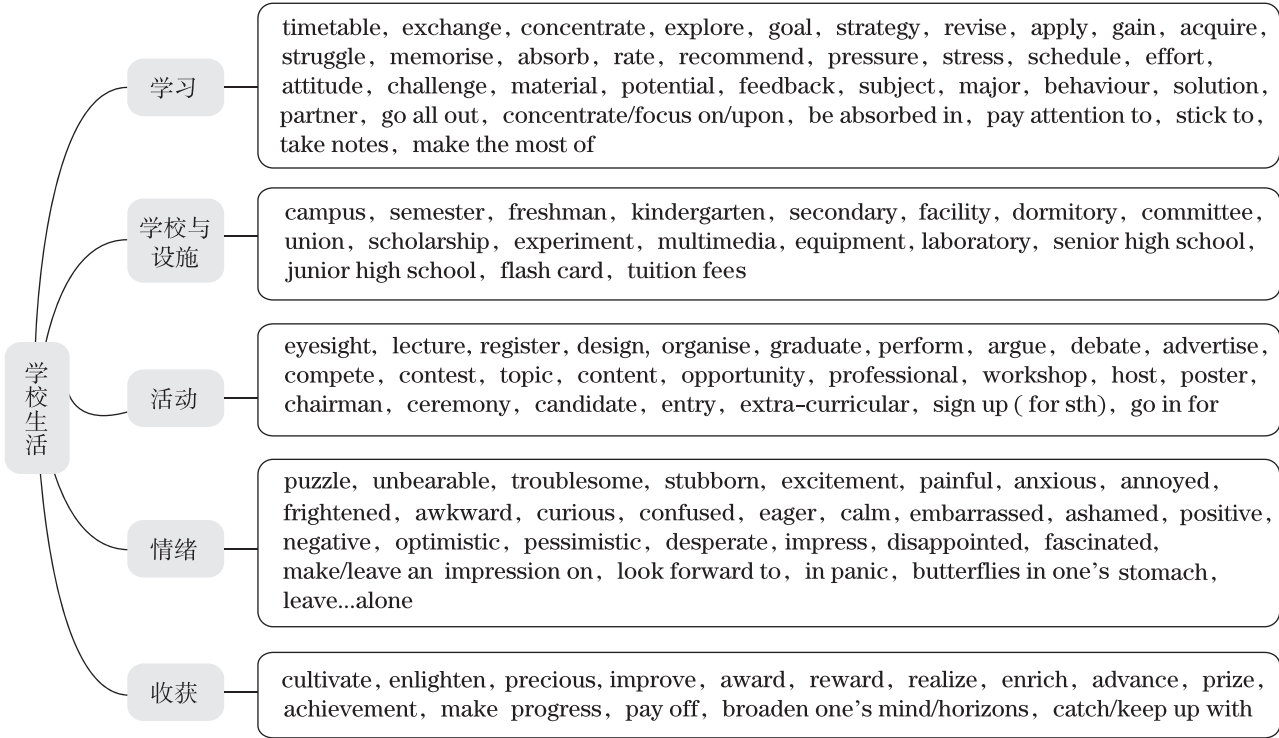 学校生活
学习
timetable, exchange, concentrate, explore, goal, strategy, revise, apply, gain, acquire,
struggle, memorise, absorb, rate, recommend, pressure, stress, schedule, effort,
attitude, challenge, material, potential, feedback, subject, major, behaviour, solution,
partner, go all out, concentrate/focus on/upon, be absorbed in, pay attention to, stick to,
take notes, make the most of
学校与
设施
campus, semester, freshman, kindergarten, secondary, facility, dormitory, committee,
union, scholarship, experiment, multimedia, equipment, laboratory, senior high school,
junior high school, flash card, tuition fees
活动
eyesight, lecture, register, design, organise, graduate, perform, argue, debate, advertise,
compete, contest, topic, content, opportunity, professional, workshop, host, poster,
chairman, ceremony, candidate, entry, extra-curricular, sign up ( for sth), go in for
情绪
puzzle, unbearable, troublesome, stubborn, excitement, painful, anxious, annoyed,
frightened, awkward, curious, confused, eager, calm, embarrassed, ashamed, positive,
negative, optimistic, pessimistic, desperate, impress, disappointed, fascinated,
make/leave an impression on, look forward to, in panic, butterflies in one's stomach,
leave...alone
收获
cultivate, enlighten, precious, improve, award, reward, realize, enrich, advance, prize,
achievement, make progress, pay off, broaden one's mind/horizons, catch/keep up with